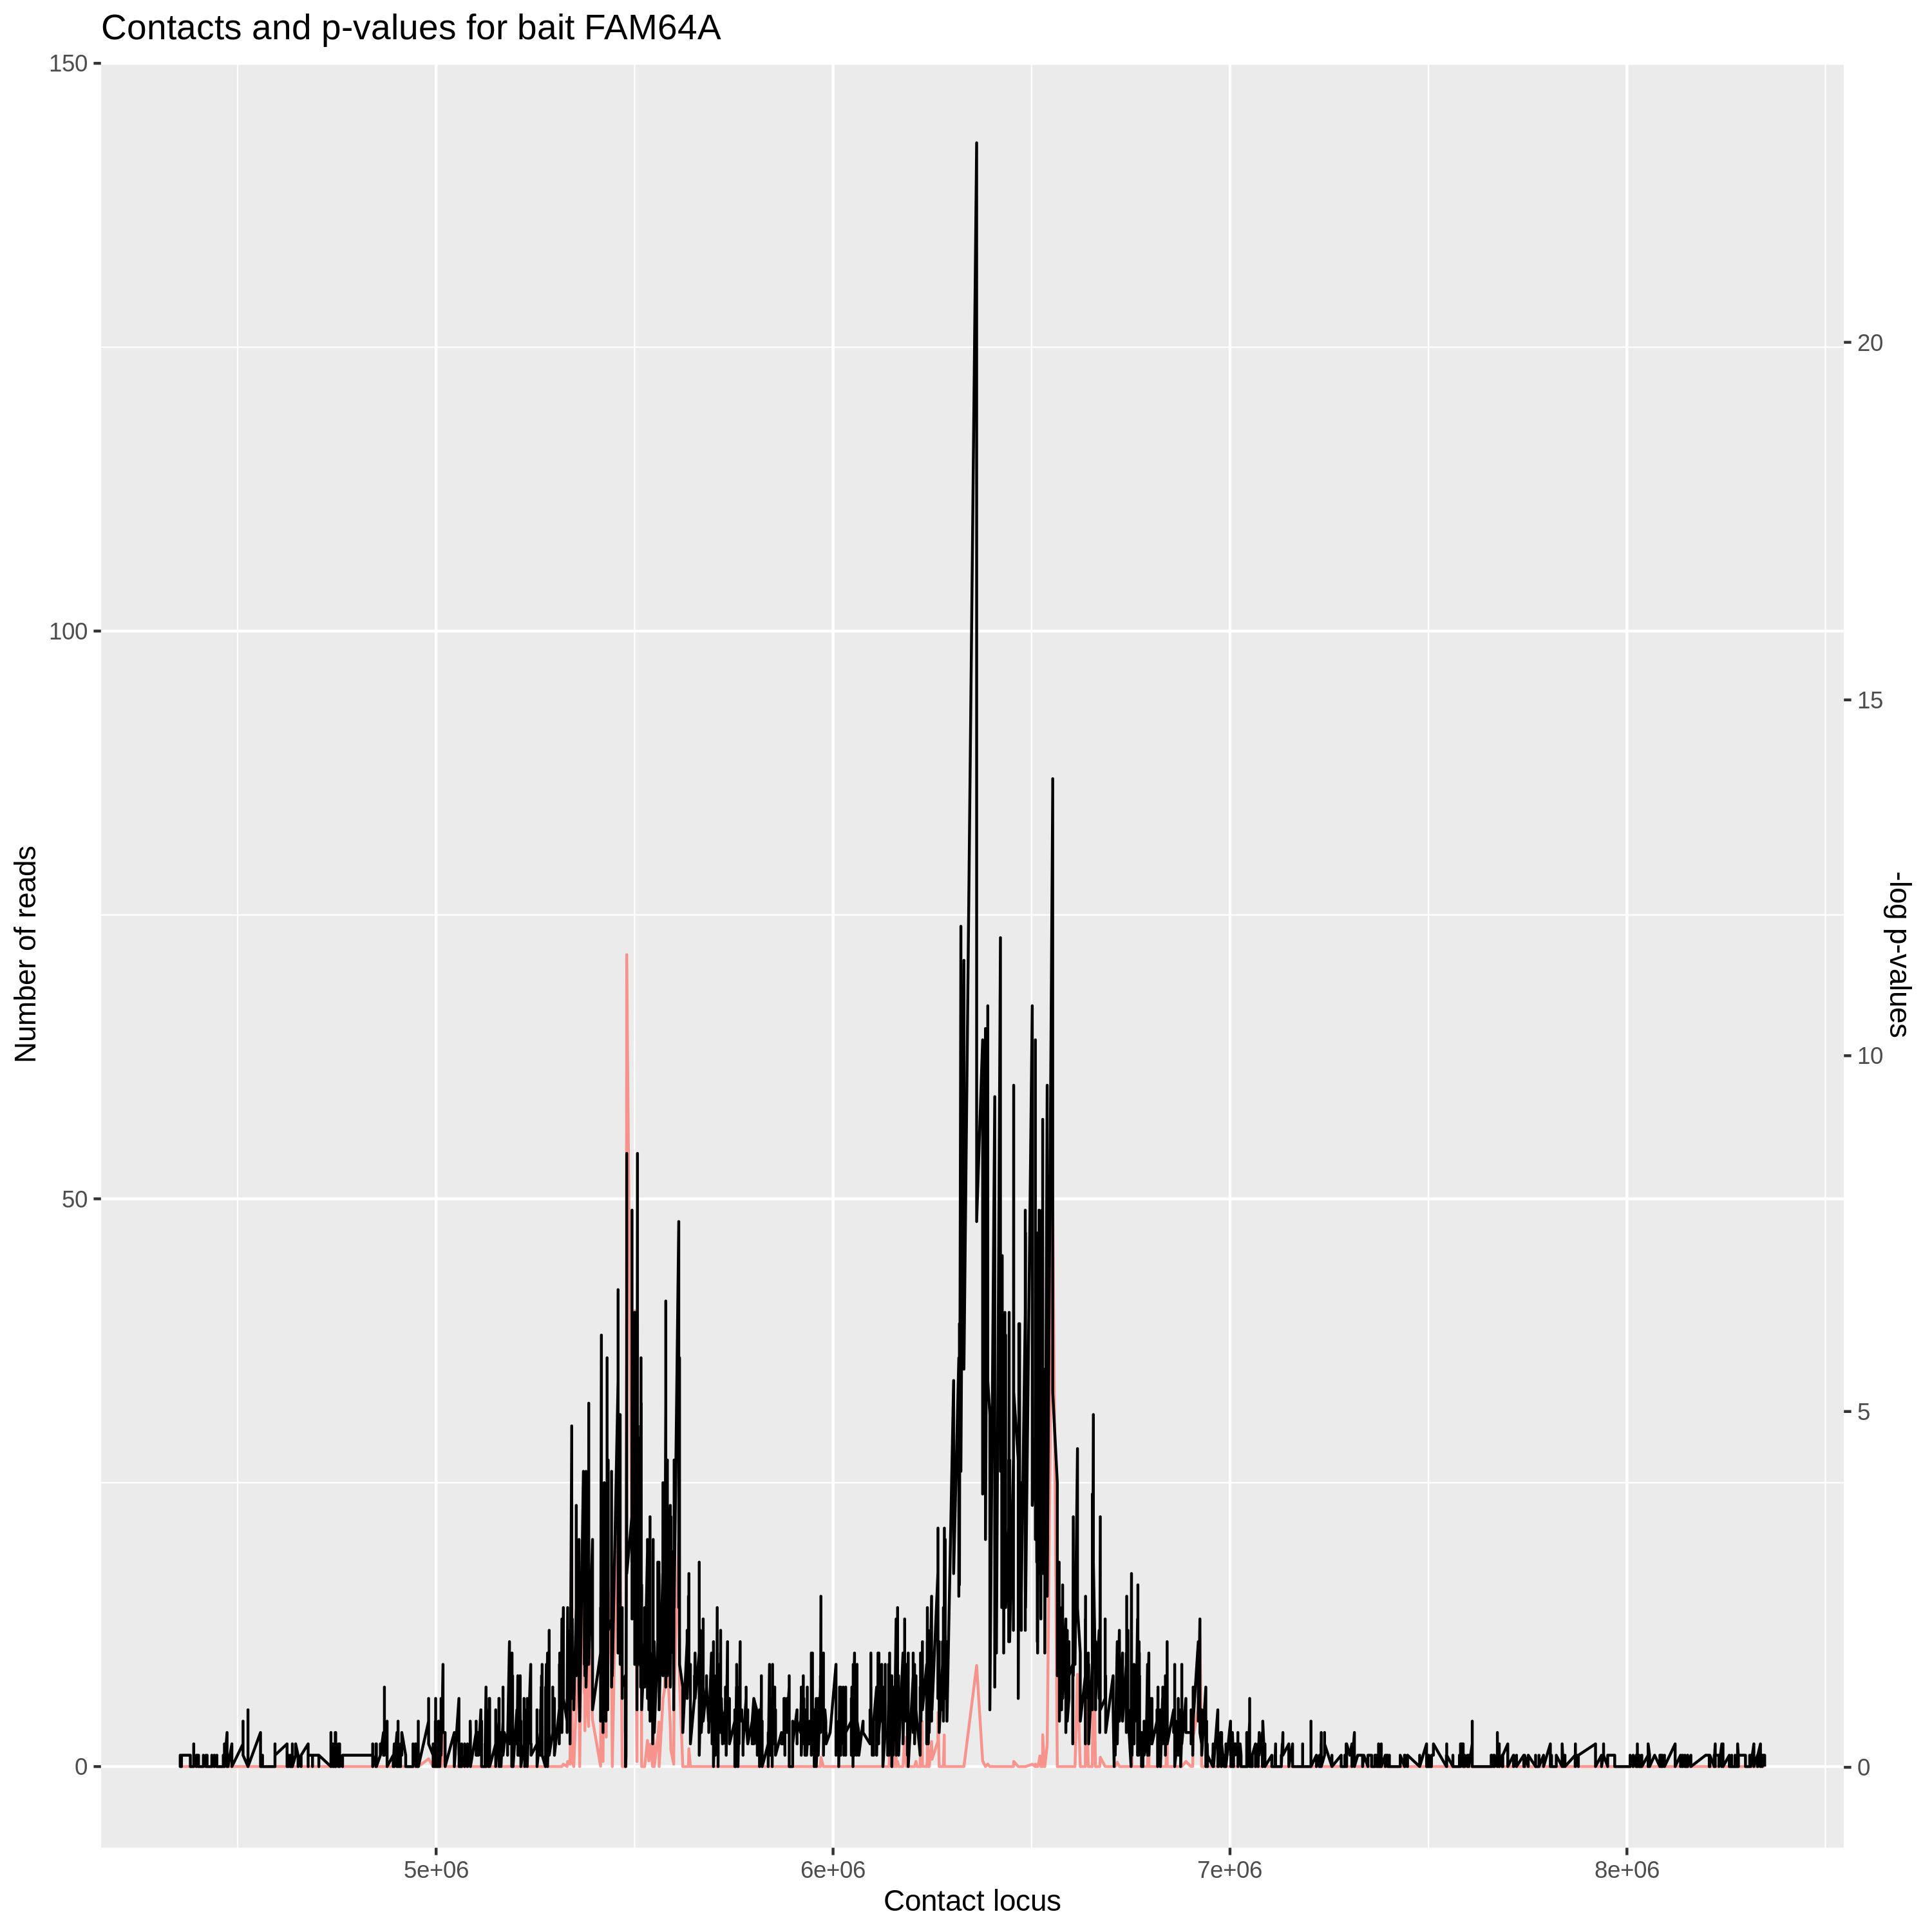 Contacts and p-values for bait FAM64A
150
100
50
0
Number of reads
20
15
10
5
0
-log p-values
5e+06
6e+06
7e+06
8e+06
Contact locus